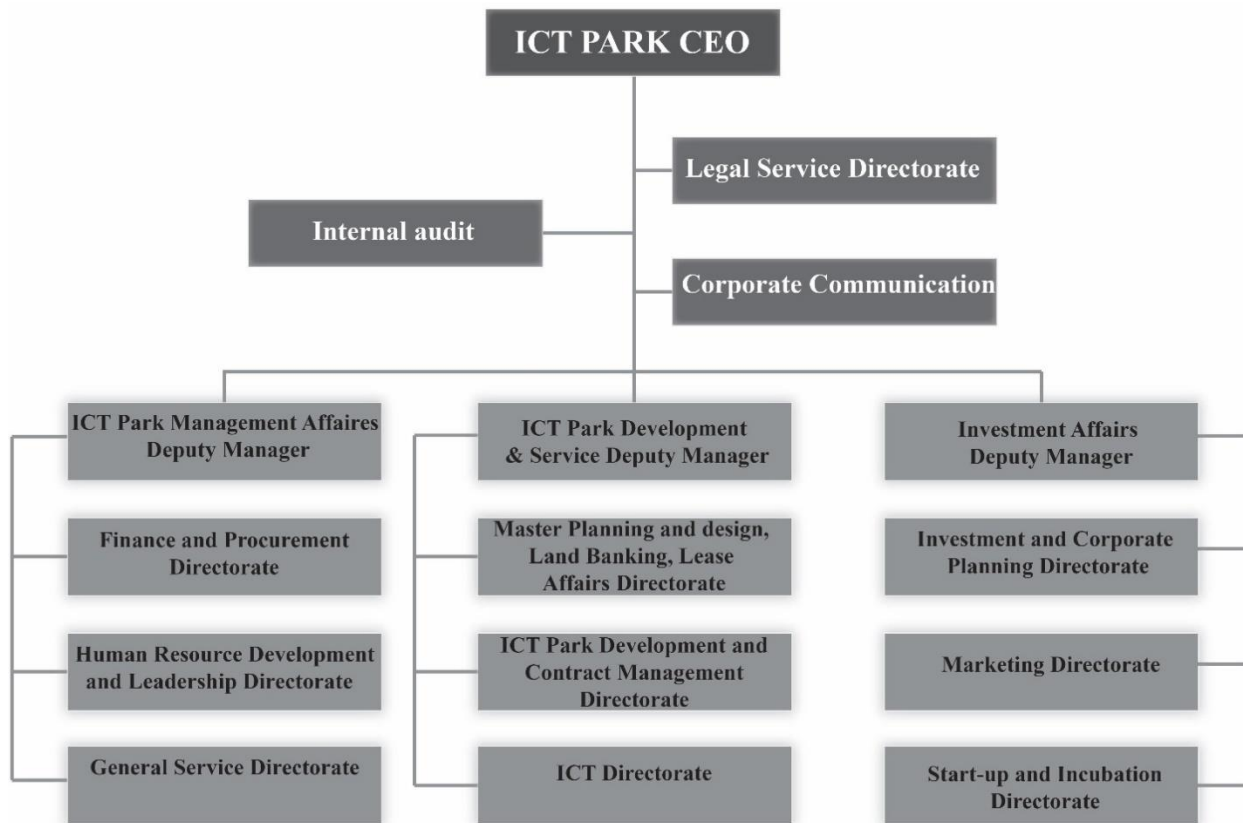 ICT PARK CEO
Legal Service Directorate
Internal audit
Corporate Communication
ICT Park Management Affaires
Deputy Manager
Finance and Procurement
Directorate
Human Resource Development
and Leadership Directorate
General Service Directorate
ICT Park Development
& Service Deputy Manager
Master Planning and design,
Land Banking, Lease
Affairs Directorate
ICT Park Development and
Contract Management
Directorate
ICT Directorate
Investment Affairs
Deputy Manager
Investment and Corporate
Planning Directorate
Marketing Directorate
Start-up and Incubation
Directorate